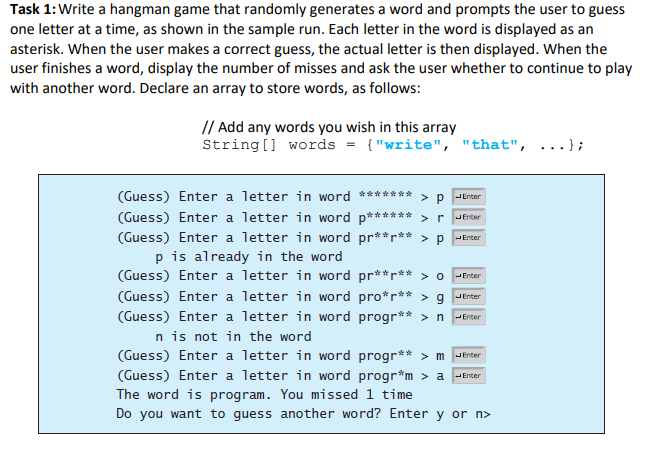 Task 1: Write a hangman game that randomly generates a word and prompts the user to guess
one letter at a time, as shown in the sample run. Each letter in the word is displayed as an
asterisk. When the user makes a correct guess, the actual letter is then displayed. When the
user finishes a word, display the number of misses and ask the user whether to continue to play
with another word. Declare an array to store words, as follows:
// Add any words you wish in this array
String[] words = {"write", "that", ...};
(Guess) Enter a letter in word ******* > p ↵Enter
(Guess) Enter a letter in word p****** > r ↵Enter
(Guess) Enter a letter in word pr**r** > p ↵Enter
p is already in the word
(Guess) Enter a letter in word pr**r** > o ↵Enter
(Guess) Enter a letter in word pro*r** > g ↵Enter
(Guess) Enter a letter in word progr** > n ↵Enter
n is not in the word
(Guess) Enter a letter in word progr** > m ↵Enter
(Guess) Enter a letter in word progr*m > a ↵Enter
The word is program. You missed 1 time
Do you want to guess another word? Enter y or n>